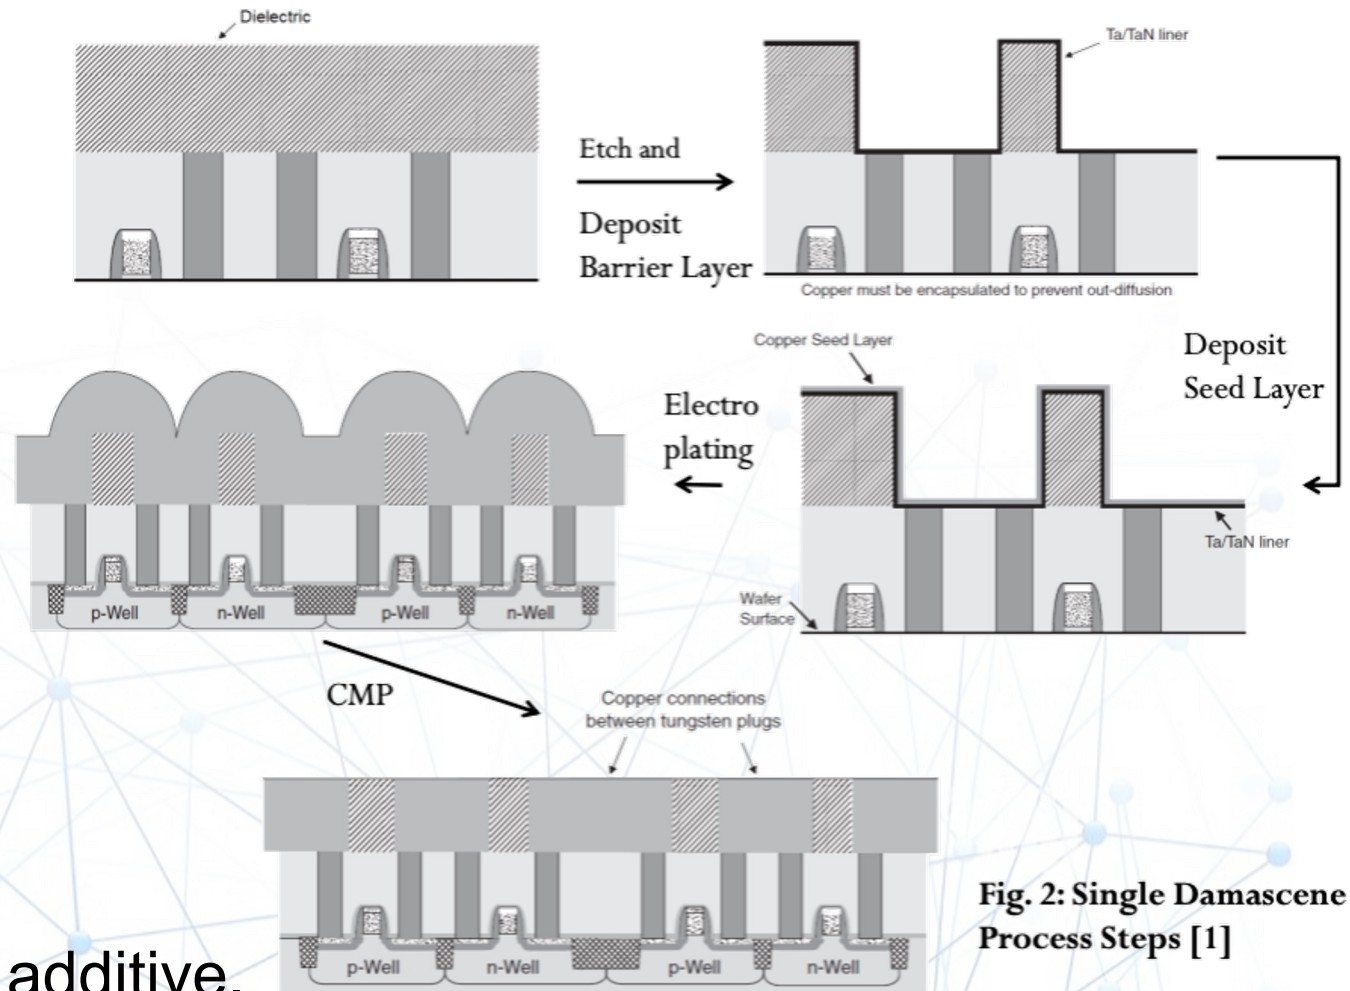 Dielectric
Etch and
Deposit
Barrier Layer
Ta/TaN liner
Copper must be encapsulated to prevent out-diffusion
Deposit
Seed Layer
Copper Seed Layer
Ta/TaN liner
Wafer
Surface
Electro
plating
p-Well
n-Well
p-Well
n-Well
CMP
Copper connections
between tungsten plugs
p-Well
n-Well
p-Well
n-Well
Fig. 2: Single Damascene
Process Steps [1]
additive.